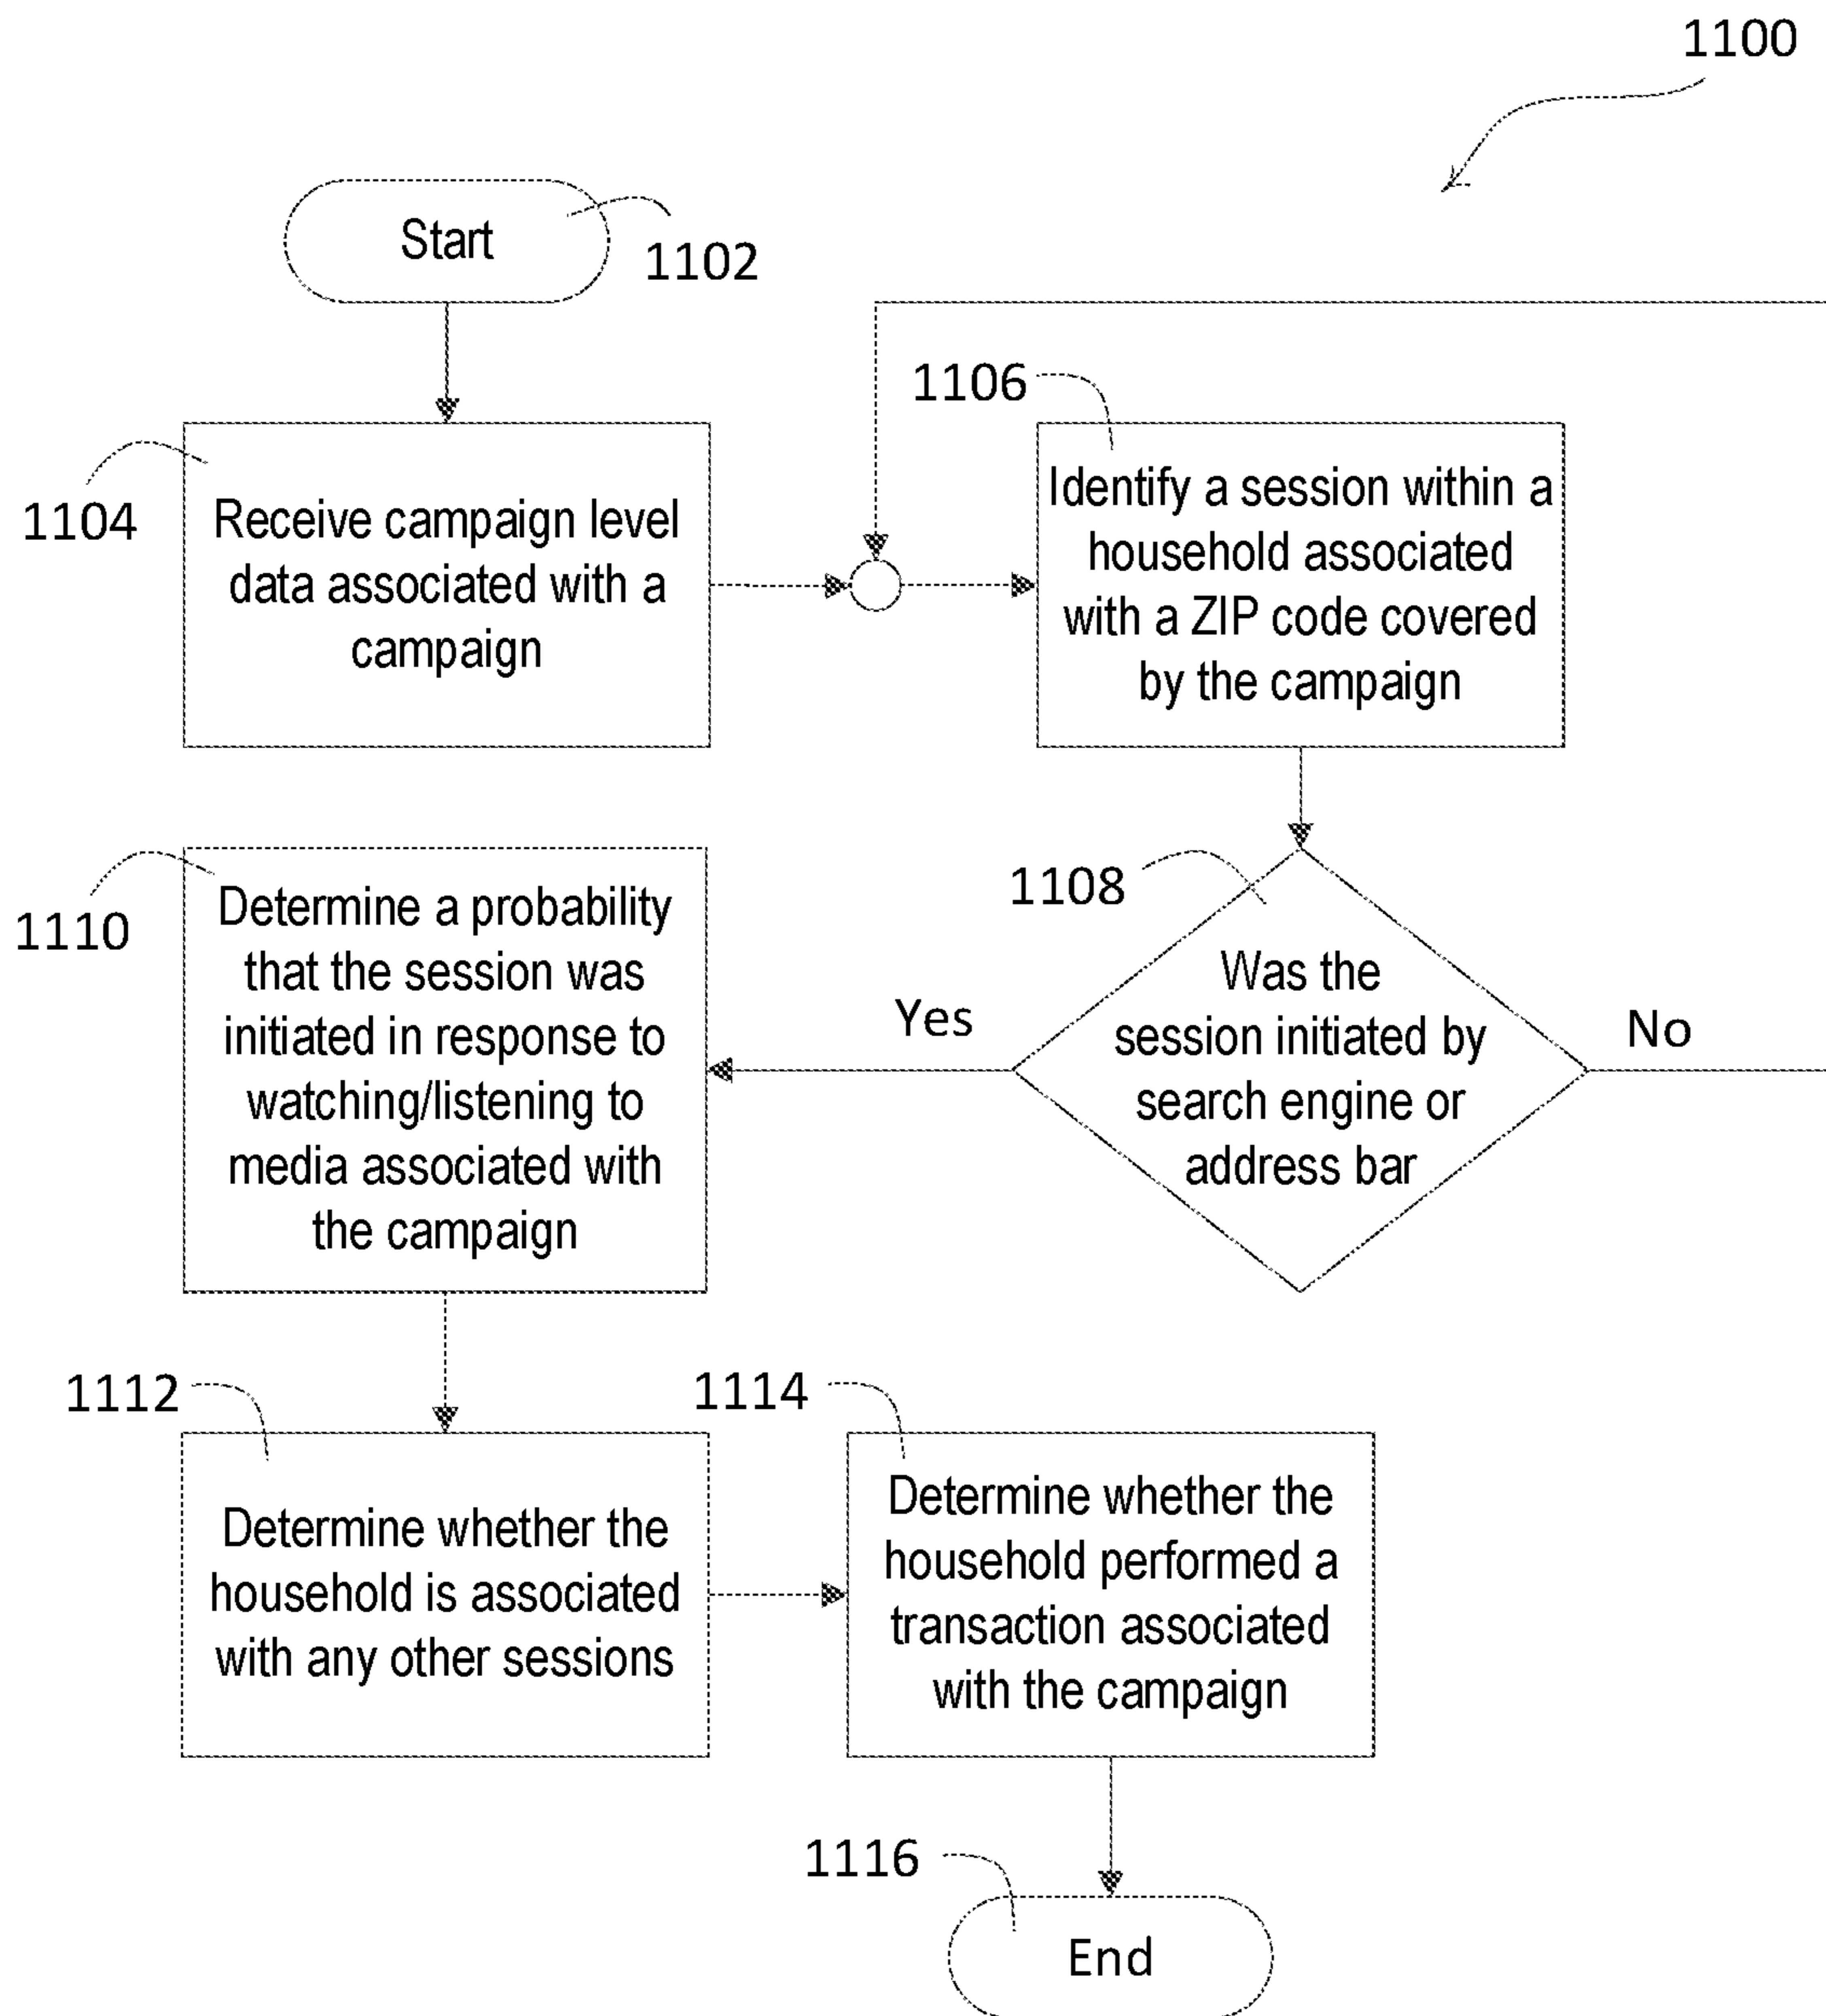 1100
Start
1102
1104
Receive campaign level
data associated with a
campaign
1106
Identify a session within a
household associated
with a ZIP code covered
by the campaign
1108
Was the
session initiated by
search engine or
address bar
Yes
No
1110
Determine a probability
that the session was
initiated in response to
watching/listening to
media associated with
the campaign
1112
Determine whether the
household is associated
with any other sessions
1114
Determine whether the
household performed a
transaction associated
with the campaign
1116
End